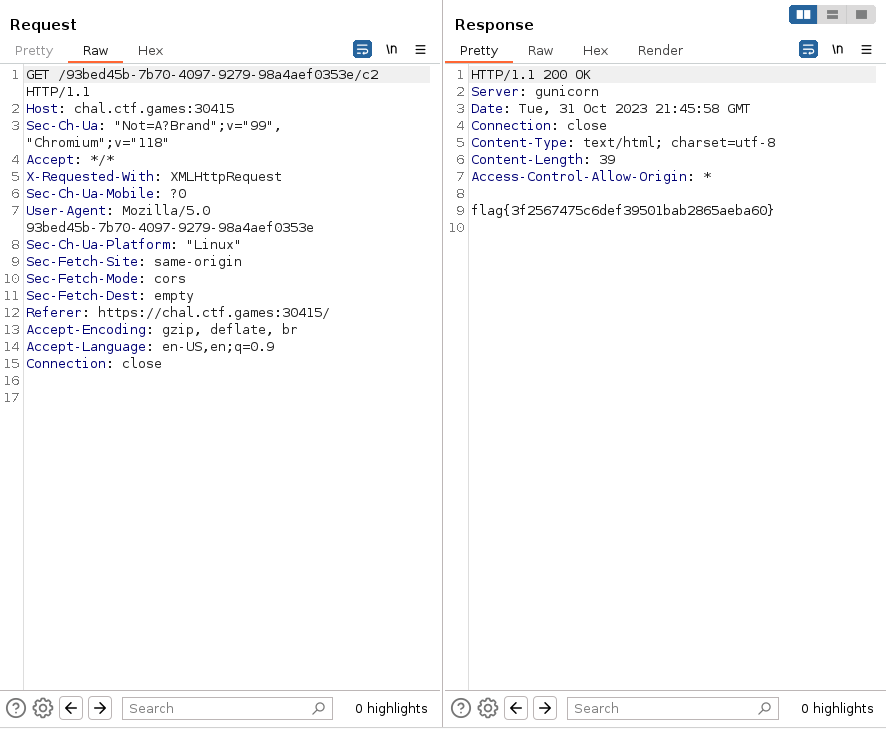 Request
Pretty Raw Hex \n
1 GET /93bed45b-7b70-4097-9279-98a4aef0353e/c2
HTTP/1.1
2 Host: chal.ctf.games:30415
3 Sec-Ch-Ua: "Not=A?Brand";v="99",
"Chromium";v="118"
4 Accept: */*
5 X-Requested-With: XMLHttpRequest
6 Sec-Ch-Ua-Mobile: ?0
7 User-Agent: Mozilla/5.0
93bed45b-7b70-4097-9279-98a4aef0353e
8 Sec-Ch-Ua-Platform: "Linux"
9 Sec-Fetch-Site: same-origin
10 Sec-Fetch-Mode: cors
11 Sec-Fetch-Dest: empty
12 Referer: https://chal.ctf.games:30415/
13 Accept-Encoding: gzip, deflate, br
14 Accept-Language: en-US,en;q=0.9
15 Connection: close
16
17
Search 0 highlights
Response
Pretty Raw Hex Render \n
1 HTTP/1.1 200 OK
2 Server: gunicorn
3 Date: Tue, 31 Oct 2023 21:45:58 GMT
4 Connection: close
5 Content-Type: text/html; charset=utf-8
6 Content-Length: 39
7 Access-Control-Allow-Origin: *
8
9 flag{3f2567475c6def39501bab2865aeba60}
10
Search 0 highlights